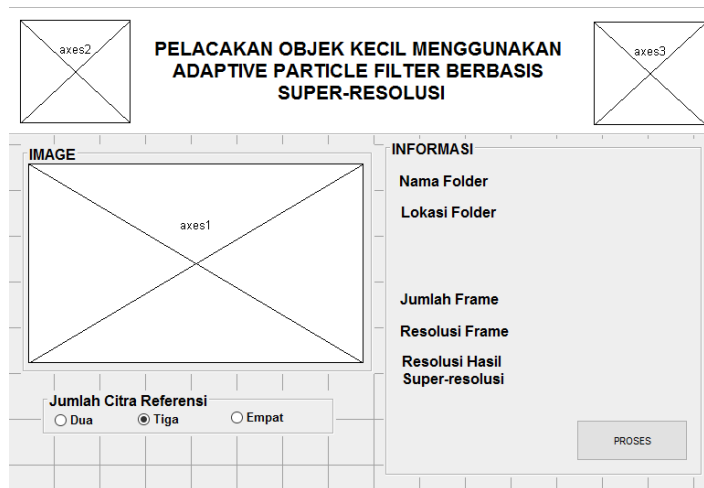 axes2
PELACAKAN OBJEK KECIL MENGGUNAKAN
ADAPTIVE PARTICLE FILTER BERBASIS
SUPER-RESOLUSI
axes3
IMAGE
axes1
Jumlah Citra Referensi
Dua Tiga Empat
INFORMASI
Nama Folder
Lokasi Folder
Jumlah Frame
Resolusi Frame
Resolusi Hasil
Super-resolusi
PROSES